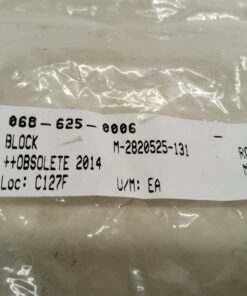 068-625-0006
BLOCK M-2820525-131
++OBSOLETE 2014
Loc: C127F U/M: EA